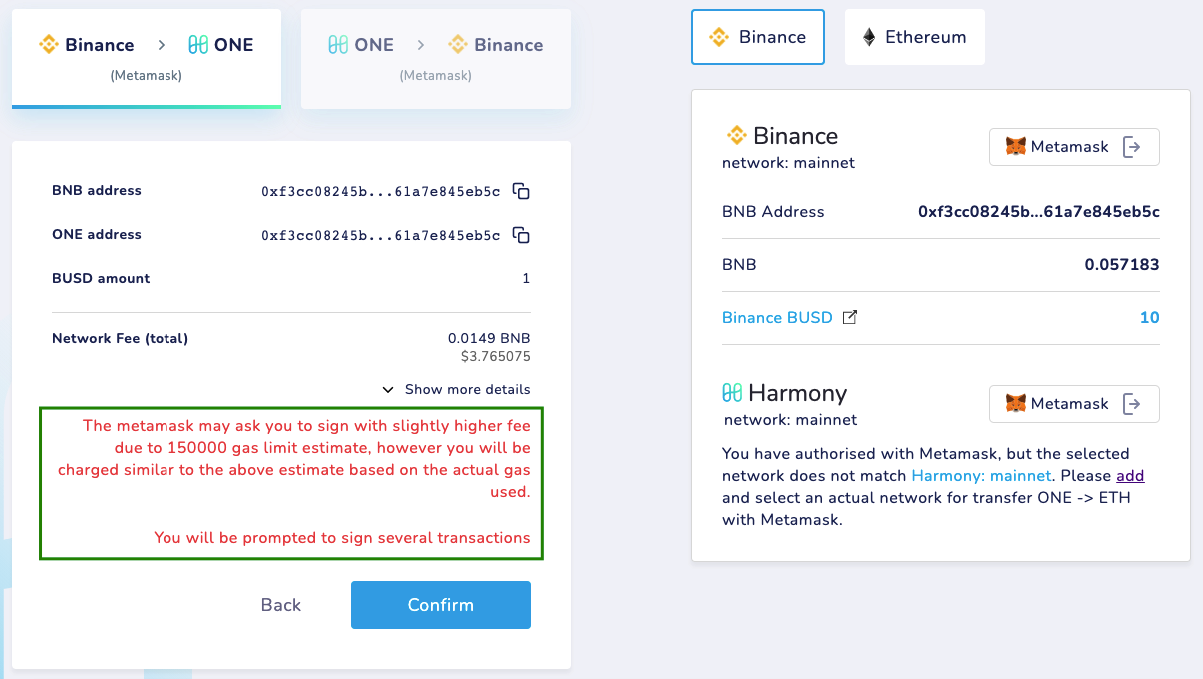 Binance > ONE
(Metamask)
ONE > Binance
(Metamask)
BNB address 0xf3cc08245b...61a7e845eb5c
ONE address 0xf3cc08245b...61a7e845eb5c
BUSD amount 1
Network Fee (total) 0.0149 BNB
$3.765075
Show more details
The metamask may ask you to sign with slightly higher fee
due to 150000 gas limit estimate, however you will be
charged similar to the above estimate based on the actual gas
used.
You will be prompted to sign several transactions
Back Confirm
Binance Ethereum
Binance Metamask
network: mainnet
BNB Address 0xf3cc08245b...61a7e845eb5c
BNB 0.057183
Binance BUSD 10
Harmony Metamask
network: mainnet
You have authorised with Metamask, but the selected
network does not match Harmony: mainnet. Please add
and select an actual network for transfer ONE -> ETH
with Metamask.